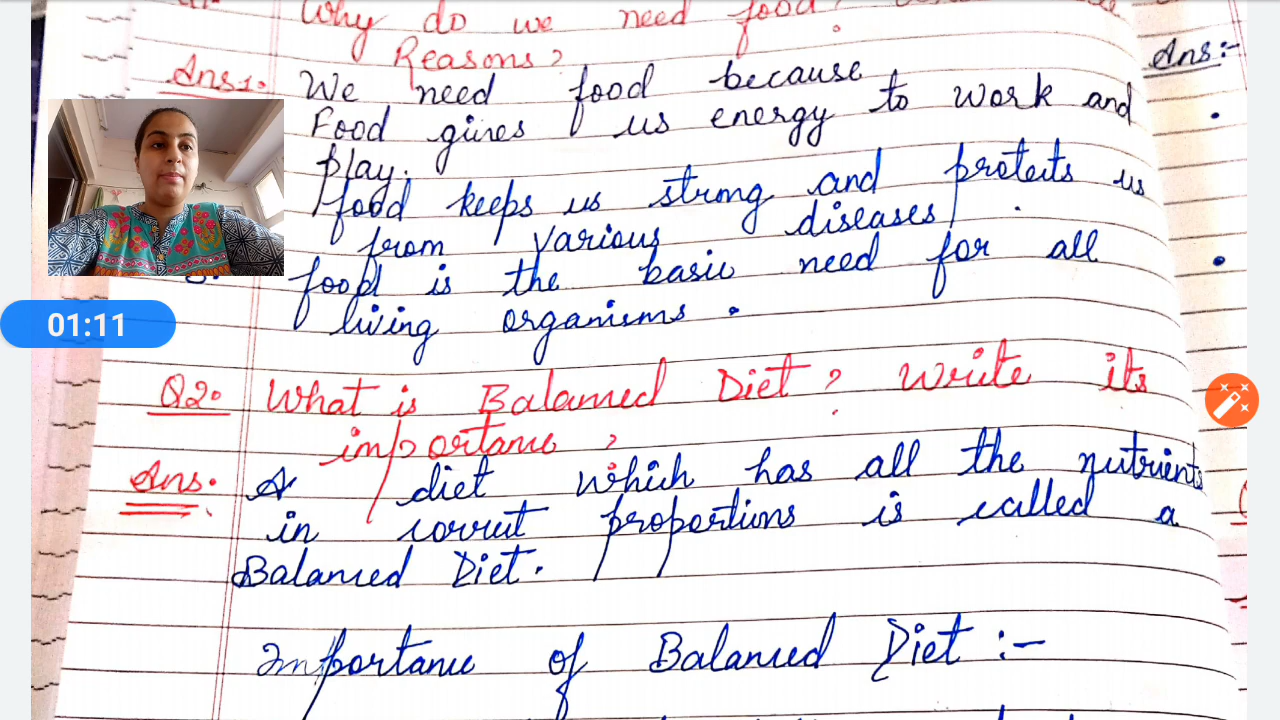 Why do we need food?
Reasons?
Ans1. We need food because
Food gives us energy to work and
play.
food keeps us strong and protects us
from various diseases
food is the basic need for all
living organisms.
Q2. What is Balanced Diet? Write its
importance?
Ans. A diet which has all the nutrients
in correct proportions is called a
Balanced Diet.
Importance of Balanced Diet :-
Ans:-
01:11